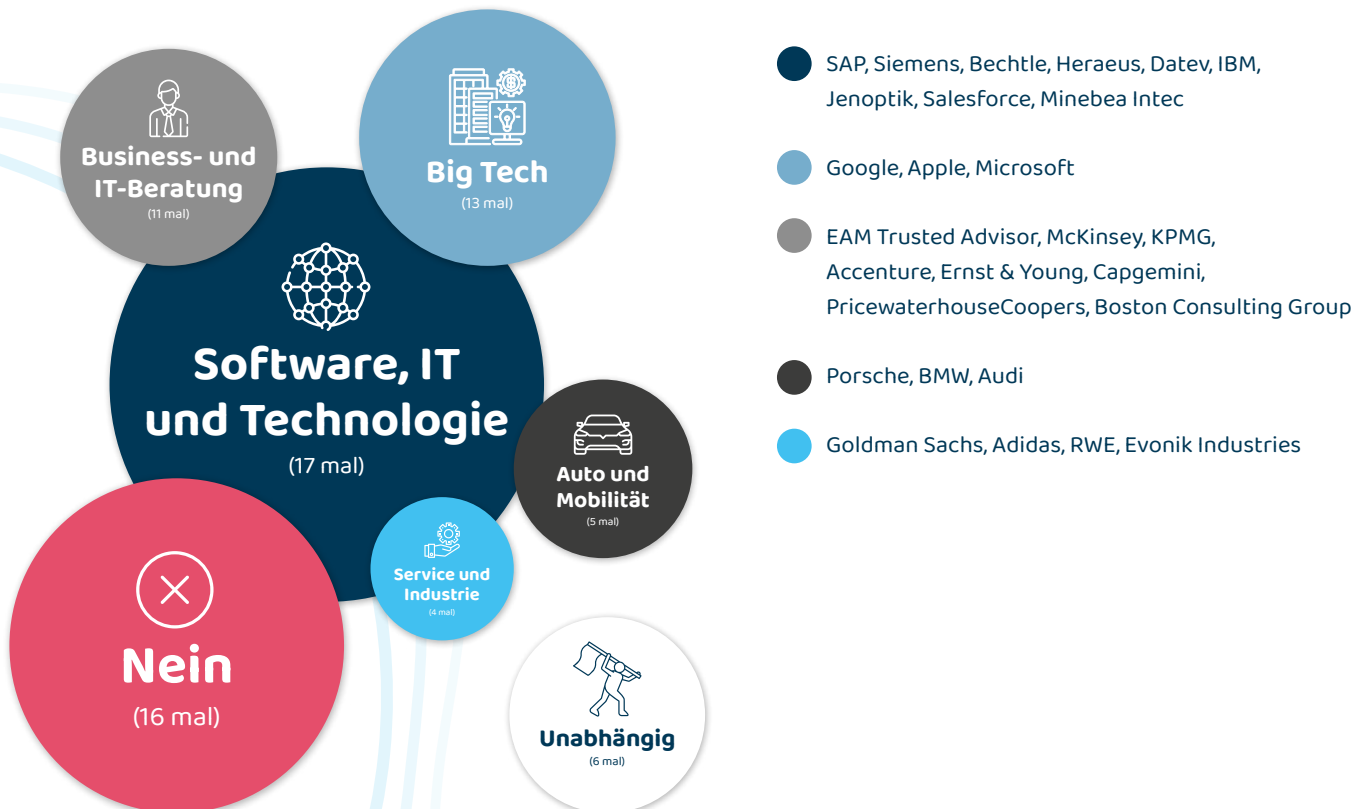 Business- und
IT-Beratung
(11 mal)
Big Tech
(13 mal)
Software, IT
und Technologie
(17 mal)
Auto und
Mobilität
(5 mal)
Service und
Industrie
(4 mal)
Nein
(16 mal)
Unabhängig
(6 mal)
SAP, Siemens, Bechtle, Heraeus, Datev, IBM,
Jenoptik, Salesforce, Minebea Intec
Google, Apple, Microsoft
EAM Trusted Advisor, McKinsey, KPMG,
Accenture, Ernst & Young, Capgemini,
PricewaterhouseCoopers, Boston Consulting Group
Porsche, BMW, Audi
Goldman Sachs, Adidas, RWE, Evonik Industries